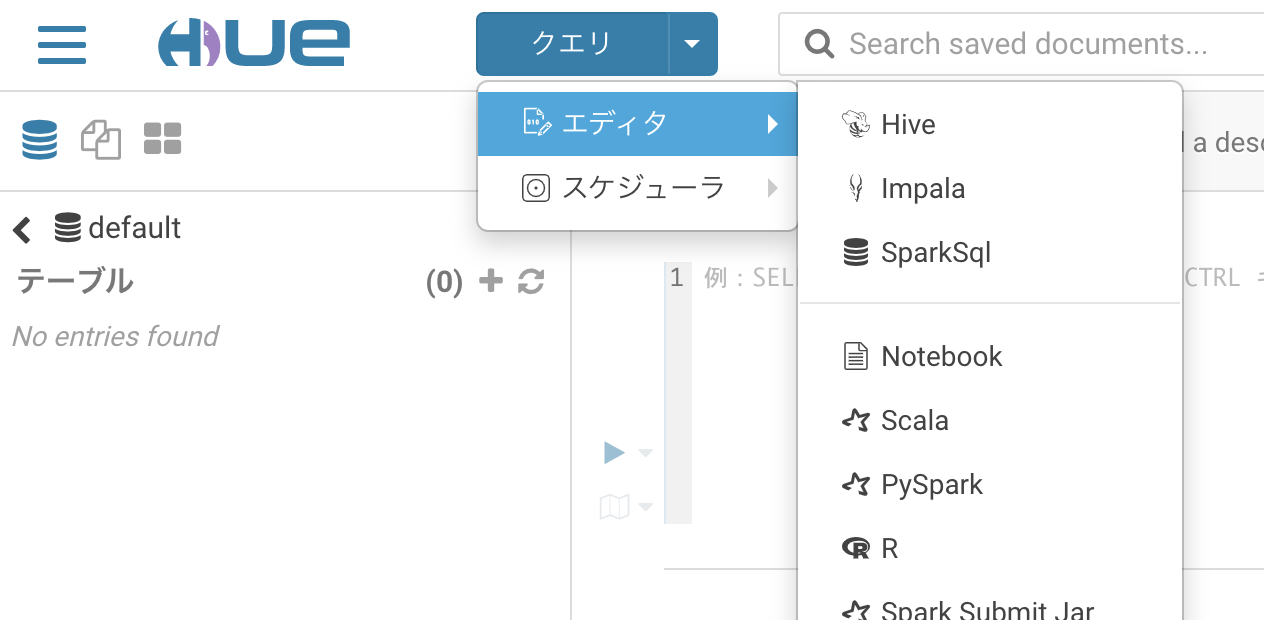 HUE
クエリ
Search saved documents...
エディタ
スケジューラ
Hive
Impala
SparkSql
Notebook
Scala
PySpark
R
Spark Submit Jar
a desc
default
テーブル (0)
No entries found
1 例：SEL
CTRL